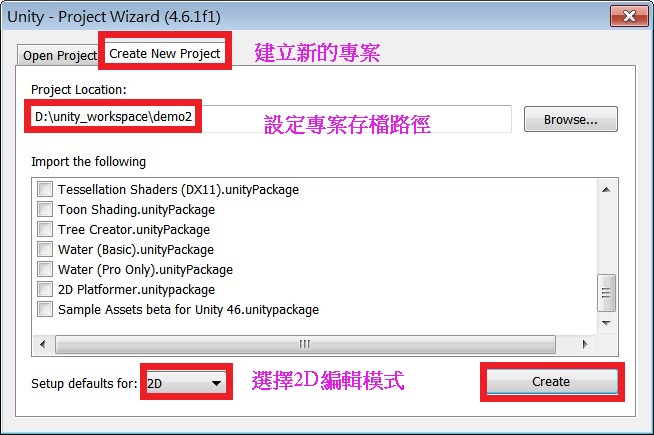 Unity - Project Wizard (4.6.1f1)
Open Project Create New Project 建立新的專案
Project Location:
D:\unity_workspace\demo2 設定專案存檔路徑 Browse...
Import the following
Tessellation Shaders (DX11).unityPackage
Toon Shading.unityPackage
Tree Creator.unityPackage
Water (Basic).unityPackage
Water (Pro Only).unityPackage
2D Platformer.unitypackage
Sample Assets beta for Unity 46.unitypackage
Setup defaults for: 2D 選擇2D編輯模式 Create